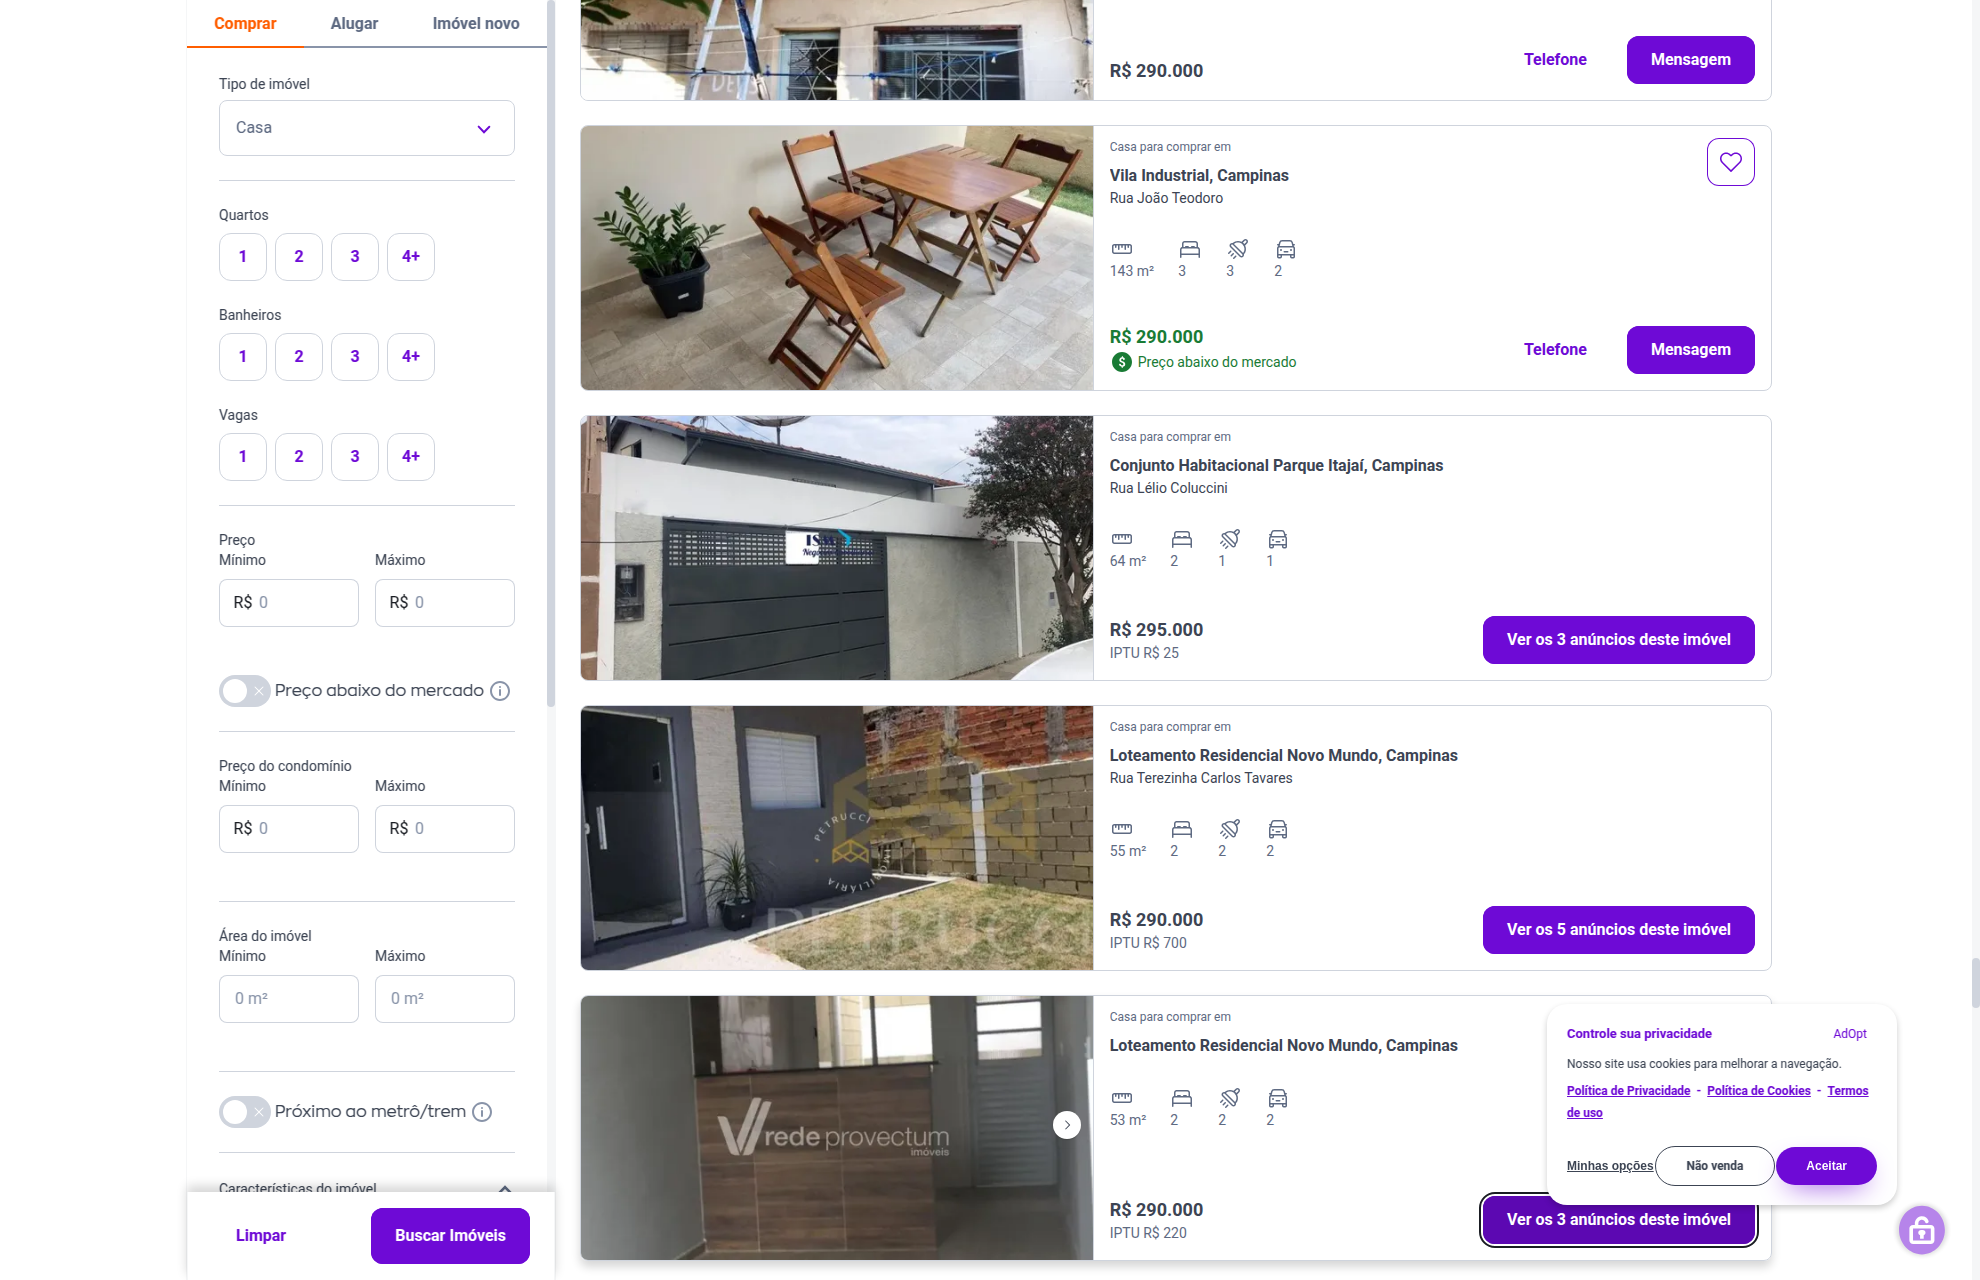 Comprar
Alugar
Imóvel novo
Tipo de imóvel
Casa
Quartos
1
2
3
4+
Banheiros
1
2
3
4+
Vagas
1
2
3
4+
Preço
Mínimo
Máximo
R$ 0
R$ 0
Preço abaixo do mercado
Preço do condomínio
Mínimo
Máximo
R$ 0
R$ 0
Área do imóvel
Mínimo
Máximo
0 m²
0 m²
Próximo ao metrô/trem
Características do imóvel
Limpar
Buscar Imóveis
R$ 290.000
Telefone
Mensagem
Casa para comprar em
Vila Industrial, Campinas
Rua João Teodoro
143 m²
3
3
2
R$ 290.000
Preço abaixo do mercado
Telefone
Mensagem
Casa para comprar em
Conjunto Habitacional Parque Itajaí, Campinas
Rua Lélio Coluccini
64 m²
2
1
1
R$ 295.000
IPTU R$ 25
Ver os 3 anúncios deste imóvel
PETRUCCI
IMOBILIÁRIA
PETRUCCI
Casa para comprar em
Loteamento Residencial Novo Mundo, Campinas
Rua Terezinha Carlos Tavares
55 m²
2
2
2
R$ 290.000
IPTU R$ 700
Ver os 5 anúncios deste imóvel
rede provectum
imóveis
Casa para comprar em
Loteamento Residencial Novo Mundo, Campinas
53 m²
2
2
2
R$ 290.000
IPTU R$ 220
Ver os 3 anúncios deste imóvel
Controle sua privacidade
AdOpt
Nosso site usa cookies para melhorar a navegação.
Política de Privacidade - Política de Cookies - Termos
de uso
Minhas opções
Não venda
Aceitar